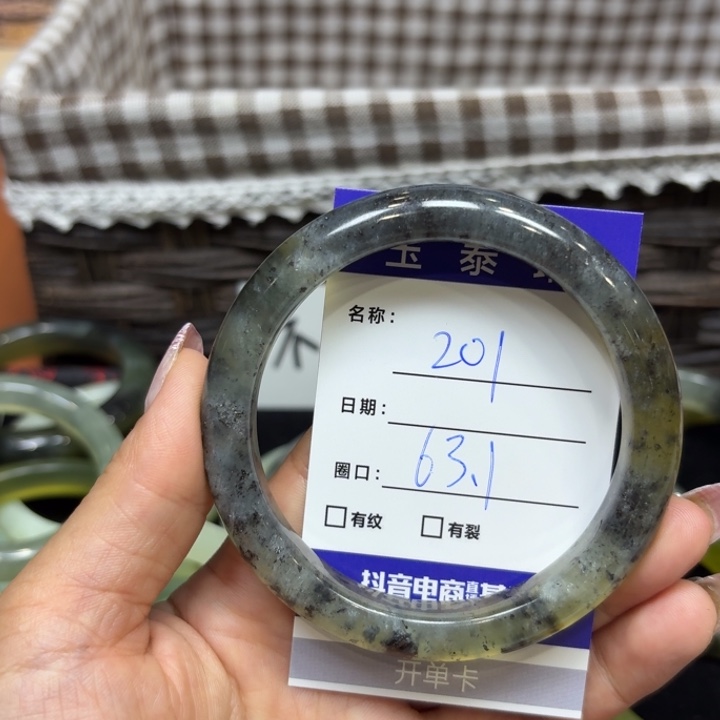 玉泰
名称: 201
日期:
圈口: 63.1
□有纹 □有裂
抖音电商
开单卡